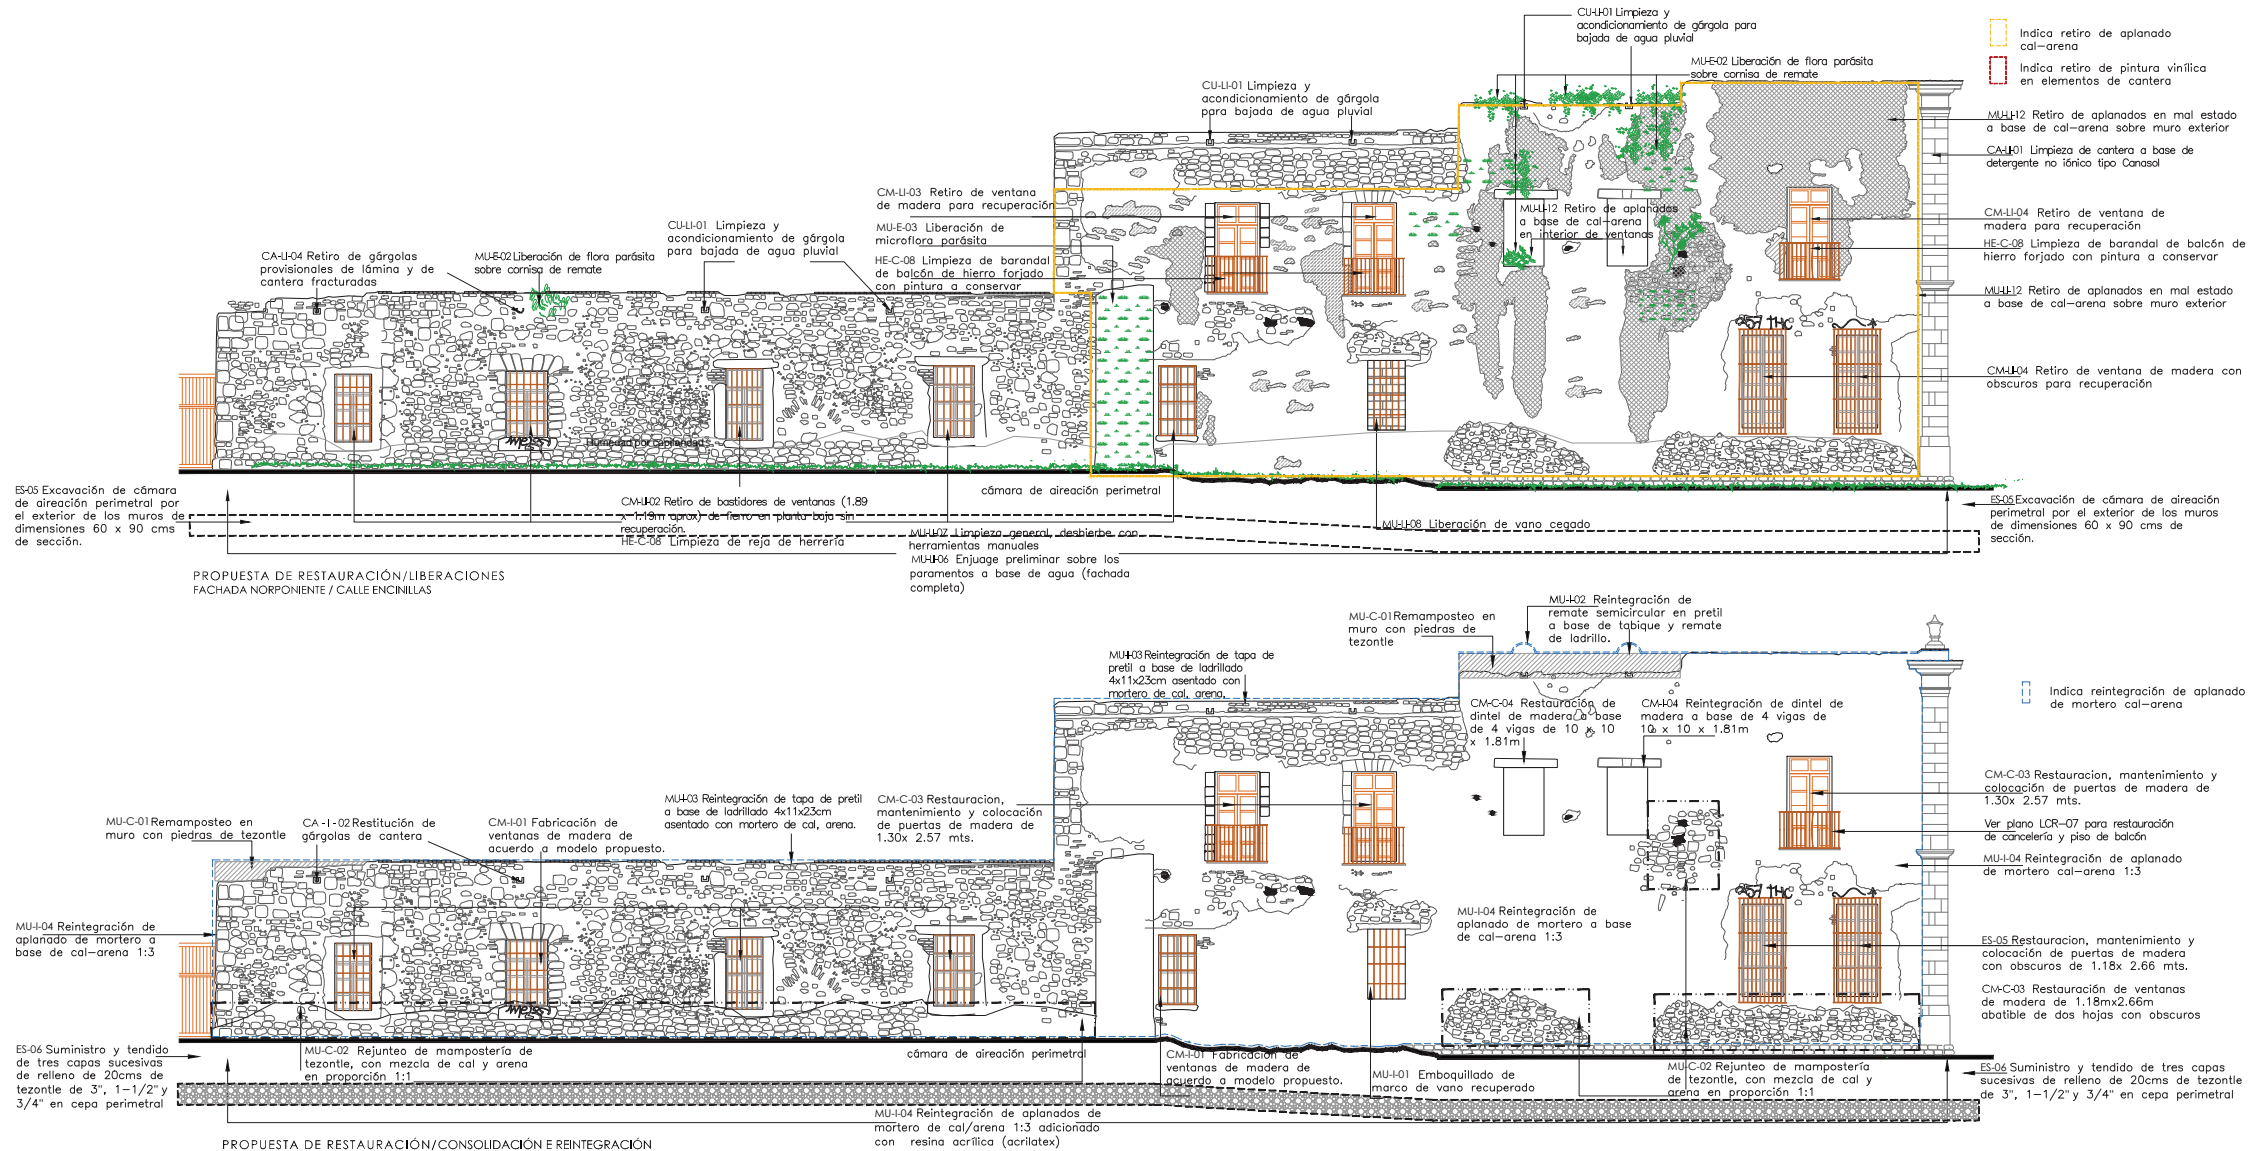 CU-LI-01 Limpieza y
acondicionamiento de gárgola para
bajada de agua pluvial
Indica retiro de aplanado
cal-arena
Indica retiro de pintura vinílica
en elementos de cantera
MU-E-02 Liberación de flora parásita
sobre cornisa de remate
CU-LI-01 Limpieza y
acondicionamiento de gárgola
para bajada de agua pluvial
MU-LI-12 Retiro de aplanados en mal estado
a base de cal-arena sobre muro exterior
CA-LI-01 Limpieza de cantera a base de
detergente no iónico tipo Canasol
CM-LI-03 Retiro de ventana
de madera para recuperación
MU-E-03 Liberación de
microflora parásita
HE-C-08 Limpieza de barandal
de balcón de hierro forjado
con pintura a conservar
MU-LI-12 Retiro de aplanados
a base de cal-arena
en interior de ventanas
CM-LI-04 Retiro de ventana de
madera para recuperación
HE-C-08 Limpieza de barandal de balcón de
hierro forjado con pintura a conservar
MU-LI-12 Retiro de aplanados en mal estado
a base de cal-arena sobre muro exterior
CU-LI-01 Limpieza y
acondicionamiento de gárgola
para bajada de agua pluvial
CA-LI-04 Retiro de gárgolas
provisionales de lámina y de
cantera fracturadas
MU-E-02 Liberación de flora parásita
sobre cornisa de remate
CM-LI-04 Retiro de ventana de madera con
obscuros para recuperación
Humedad por capilaridad
ES-05 Excavación de cámara
de aireación perimetral por
el exterior de los muros de
dimensiones 60 x 90 cms
de sección.
CM-LI-02 Retiro de bastidores de ventanas (1.89
x 1.19m aprox) de fierro en planta baja sin
recuperación.
HE-C-08 Limpieza de reja de herrería
cámara de aireación perimetral
MU-LI-07 Limpieza general, deshierbe con
herramientas manuales
MU-LI-06 Enjuage preliminar sobre los
paramentos a base de agua (fachada
completa)
MU-LI-08 Liberación de vano cegado
ES-05 Excavación de cámara de aireación
perimetral por el exterior de los muros
de dimensiones 60 x 90 cms de
sección.
PROPUESTA DE RESTAURACIÓN/LIBERACIONES
FACHADA NORPONIENTE / CALLE ENCINILLAS
MU-C-01 Remamposteo en
muro con piedras de
tezontle
MU-I-02 Reintegración de
remate semicircular en pretil
a base de tabique y remate
de ladrillo.
MU-I-03 Reintegración de tapa de
pretil a base de ladrillado
4x11x23cm asentado con
mortero de cal, arena.
CM-C-04 Restauración de
dintel de madera a base
de 4 vigas de 10 x 10
x 1.81m
CM-I-04 Reintegración de dintel de
madera a base de 4 vigas de
10 x 10 x 1.81m
Indica reintegración de aplanado
de mortero cal-arena
MU-C-01 Remamposteo en
muro con piedras de tezontle
CA-I-02 Restitución de
gárgolas de cantera
CM-I-01 Fabricación de
ventanas de madera de
acuerdo a modelo propuesto.
MU-I-03 Reintegración de tapa de pretil
a base de ladrillado 4x11x23cm
asentado con mortero de cal, arena.
CM-C-03 Restauracion,
mantenimiento y colocación
de puertas de madera de
1.30x 2.57 mts.
CM-C-03 Restauracion, mantenimiento y
colocación de puertas de madera de
1.30x 2.57 mts.
Ver plano LCR-07 para restauración
de cancelería y piso de balcón
MU-I-04 Reintegración de aplanado
de mortero cal-arena 1:3
MU-I-04 Reintegración de
aplanado de mortero a
base de cal-arena 1:3
MU-I-04 Reintegración de
aplanado de mortero a base
de cal-arena 1:3
ES-05 Restauracion, mantenimiento y
colocación de puertas de madera
con obscuros de 1.18x 2.66 mts.
CM-C-03 Restauración de ventanas
de madera de 1.18mx2.66m
abatible de dos hojas con obscuros
ES-06 Suministro y tendido
de tres capas sucesivas
de relleno de 20cms de
tezontle de 3", 1-1/2" y
3/4" en cepa perimetral
MU-C-02 Rejunteo de mampostería de
tezontle, con mezcla de cal y arena
en proporción 1:1
cámara de aireación perimetral
MU-I-04 Reintegración de aplanados de
mortero de cal/arena 1:3 adicionado
con resina acrílica (acrilatex)
CM-I-01 Fabricación de
ventanas de madera de
acuerdo a modelo propuesto.
MU-I-01 Emboquillado de
marco de vano recuperado
MU-C-02 Rejunteo de mampostería
de tezontle, con mezcla de cal y
arena en proporción 1:1
ES-06 Suministro y tendido de tres capas
sucesivas de relleno de 20cms de tezontle
de 3", 1-1/2" y 3/4" en cepa perimetral
PROPUESTA DE RESTAURACIÓN/CONSOLIDACIÓN E REINTEGRACIÓN